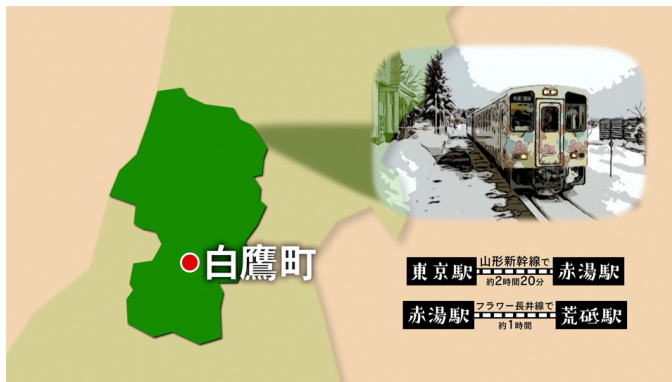 白鷹町
東京駅 山形新幹線で 赤湯駅
約2時間20分
赤湯駅 フラワー長井線で 荒砥駅
約1時間